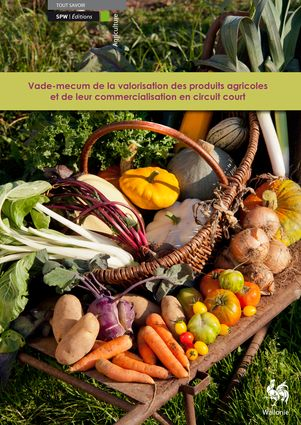 TOUT SAVOIR
SPW | Éditions
Agriculture
Vade-mecum de la valorisation des produits agricoles
et de leur commercialisation en circuit court
Wallonie